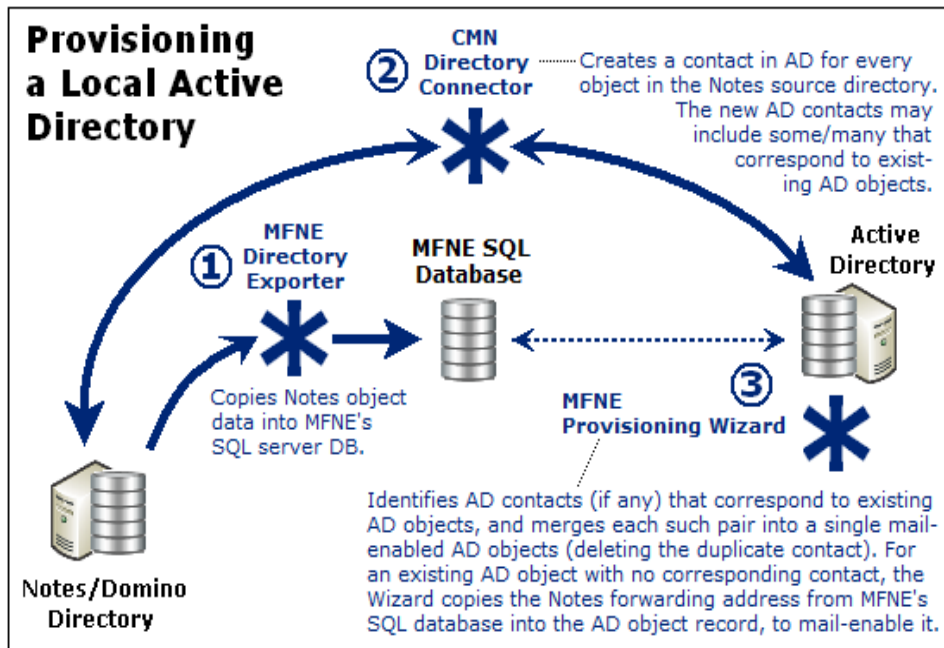 Provisioning
a Local Active
Directory
2
CMN
Directory
Connector
Creates a contact in AD for every
object in the Notes source directory.
The new AD contacts may
include some/many that
correspond to exist-
ing AD objects.
1
MFNE
Directory
Exporter
MFNE SQL
Database
Active
Directory
Copies Notes object
data into MFNE's
SQL server DB.
3
MFNE
Provisioning Wizard
Identifies AD contacts (if any) that correspond to existing
AD objects, and merges each such pair into a single mail-
enabled AD objects (deleting the duplicate contact). For
an existing AD object with no corresponding contact, the
Wizard copies the Notes forwarding address from MFNE's
SQL database into the AD object record, to mail-enable it.
Notes/Domino
Directory